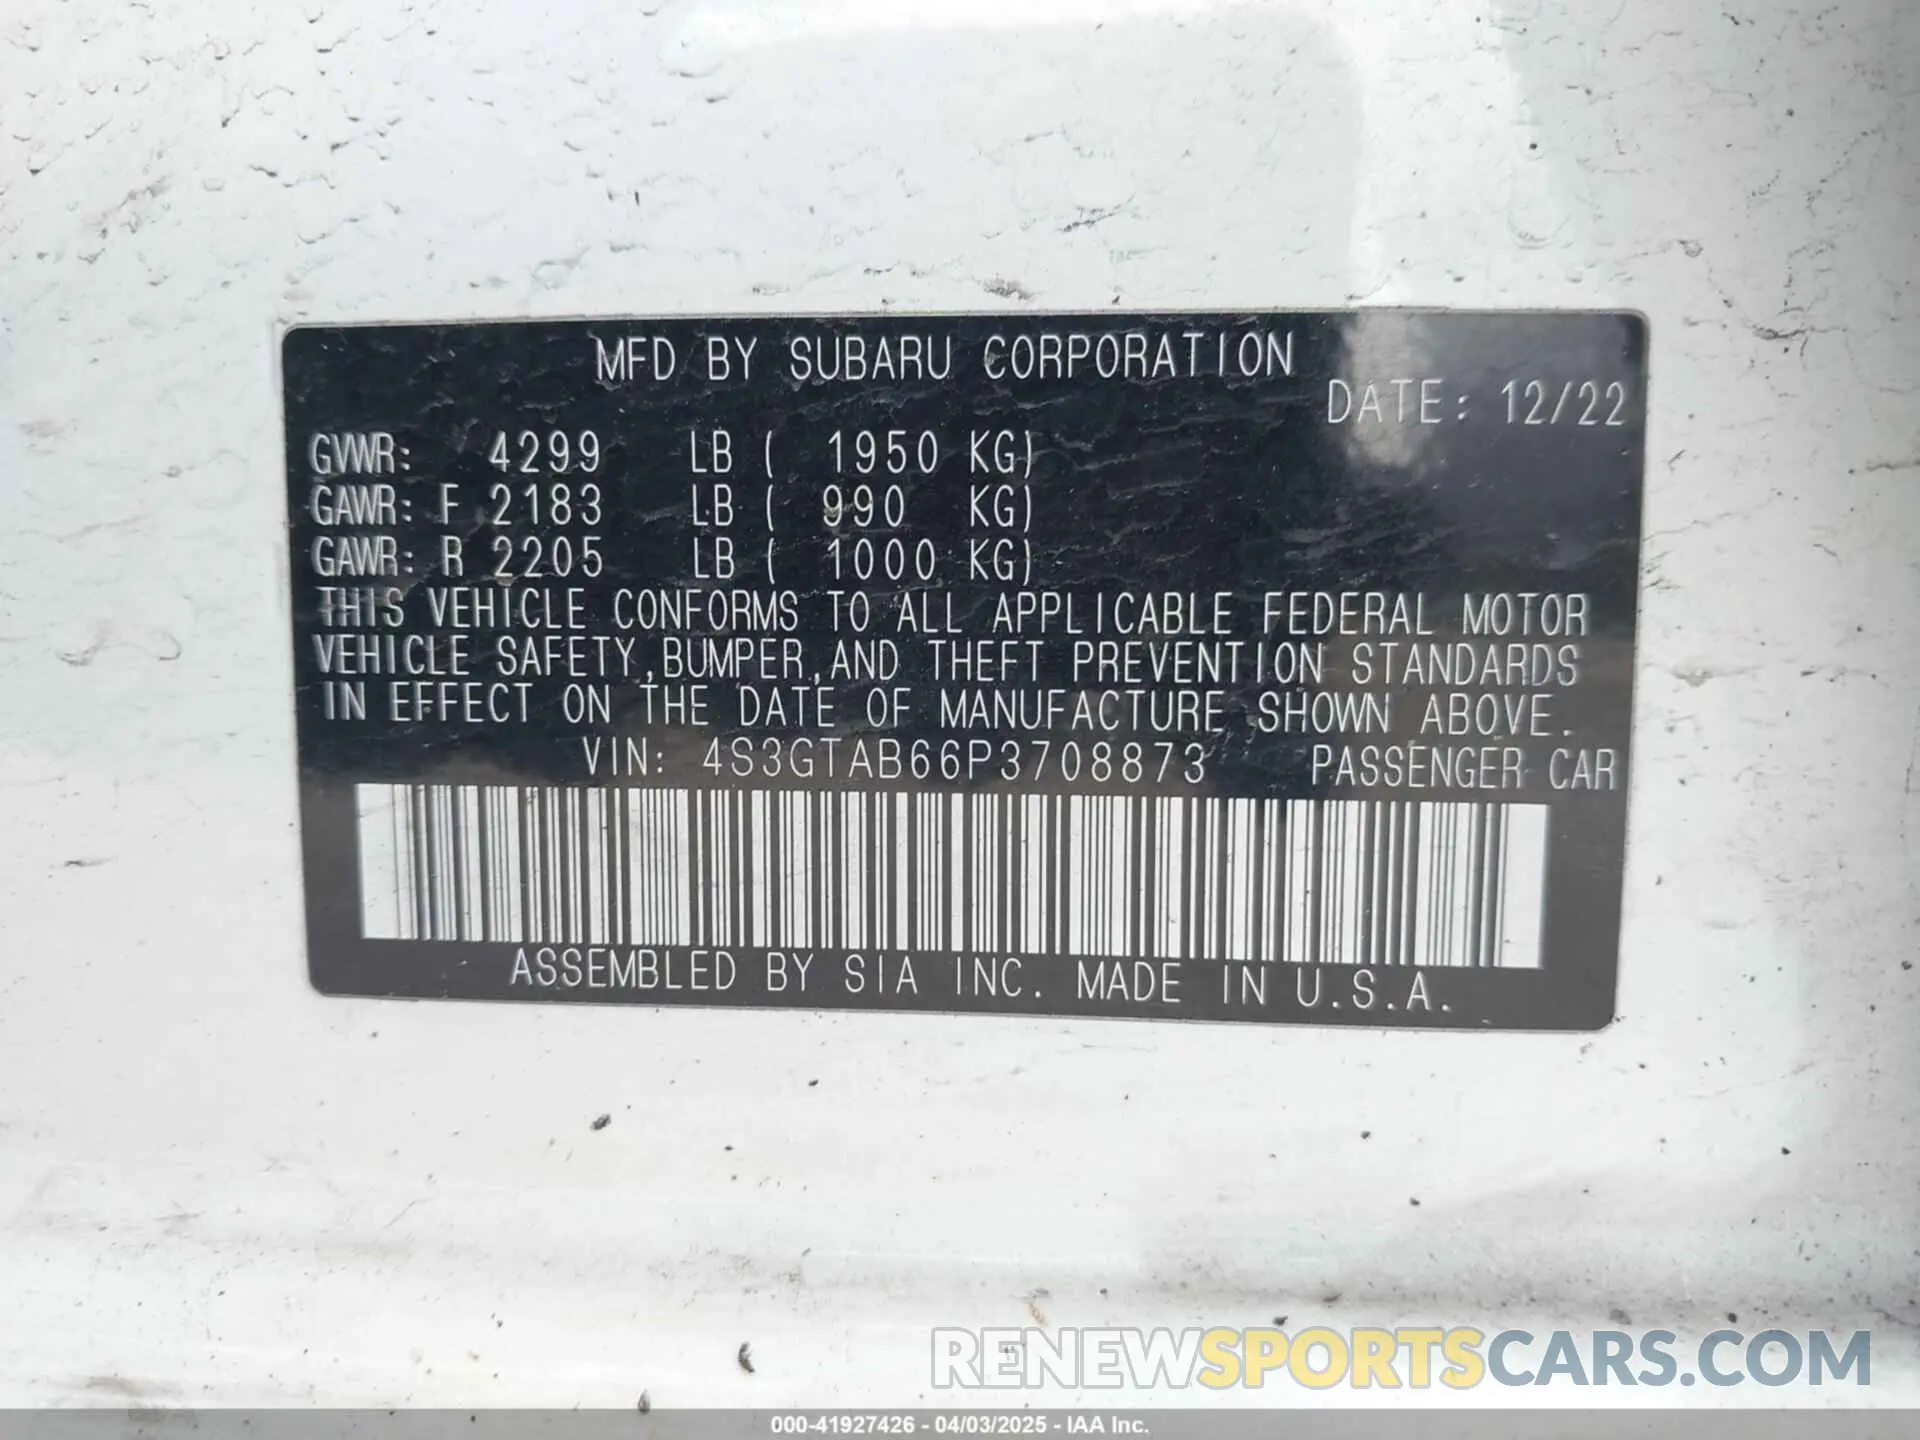 MFD BY SUBARU CORPORATION
DATE: 12/22
GVWR: 4299 LB ( 1950 KG)
GAWR: F 2183 LB ( 990 KG)
GAWR: R 2205 LB ( 1000 KG)
THIS VEHICLE CONFORMS TO ALL APPLICABLE FEDERAL MOTOR
VEHICLE SAFETY, BUMPER, AND THEFT PREVENTION STANDARDS
IN EFFECT ON THE DATE OF MANUFACTURE SHOWN ABOVE.
VIN: 4S3GTAB66P3708873 PASSENGER CAR
ASSEMBLED BY SIA INC. MADE IN U.S.A.
RENEWSPORTSCARS.COM
000-41927426 - 04/03/2025 - IAA Inc.